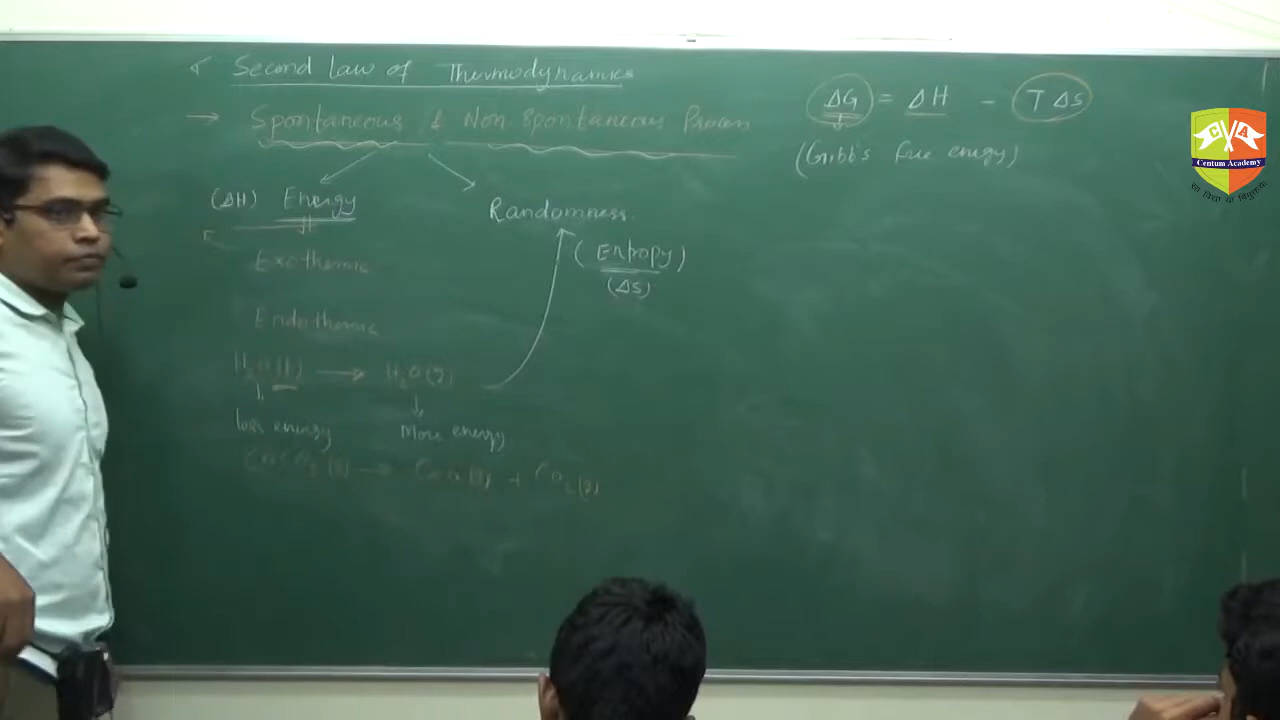 Second Law of Thermodynamics
→ Spontaneous & Non-Spontaneous Process
(ΔH) Energy
Randomness.
(Entropy)
(ΔS)
Exothermic
Endothermic
H₂O(l) → H₂O(g)
less energy
More energy
CaCO₃(s) → CaO(s) + CO₂(g)
ΔG = ΔH - TΔS
(Gibb's free energy)
CA
Centum Academy